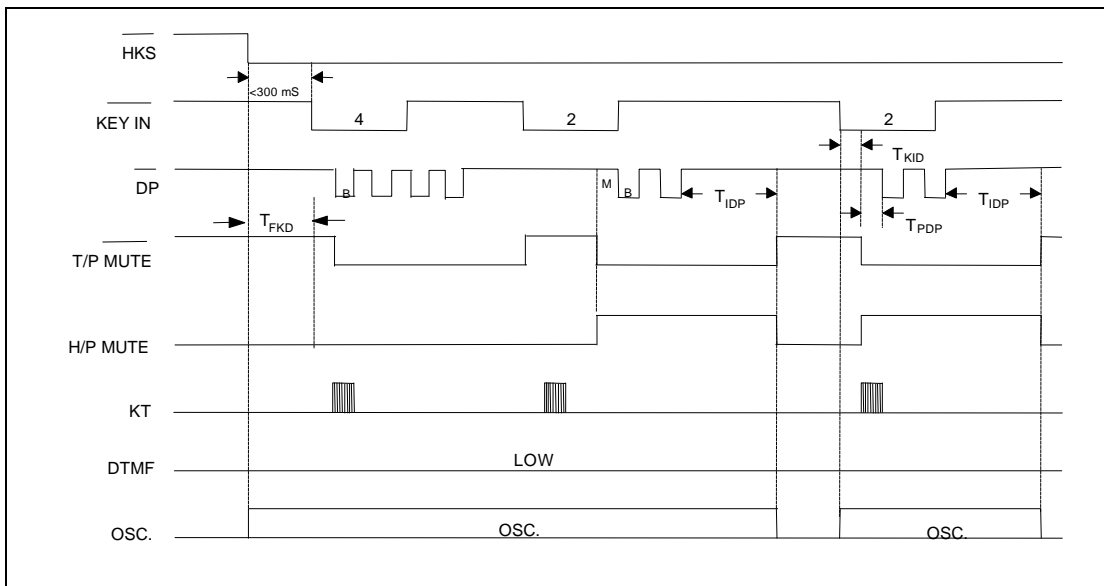 HKS
<300 mS
KEY IN
4
2
2
TKID
DP
B
M
B
TIDP
TIDP
TFKD
TPDP
T/P MUTE
H/P MUTE
KT
DTMF
LOW
OSC.
OSC.
OSC.